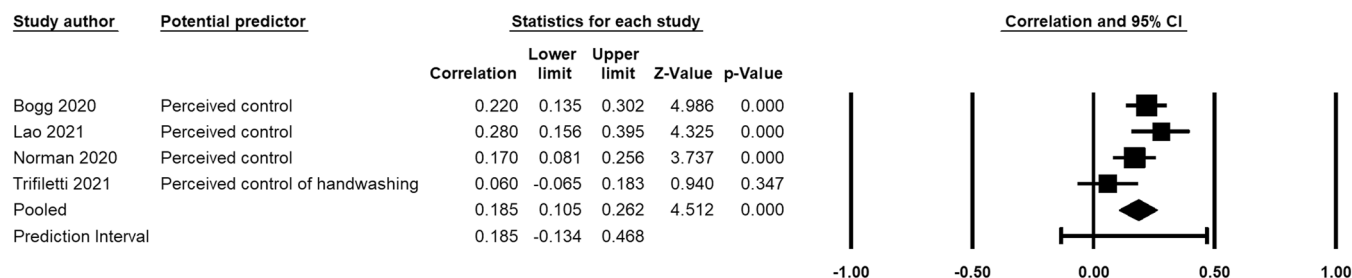 Study author Potential predictor Statistics for each study Correlation and 95% CI
Lower Upper
Correlation limit limit Z-Value p-Value
Bogg 2020 Perceived control 0.220 0.135 0.302 4.986 0.000
Lao 2021 Perceived control 0.280 0.156 0.395 4.325 0.000
Norman 2020 Perceived control 0.170 0.081 0.256 3.737 0.000
Trifiletti 2021 Perceived control of handwashing 0.060 -0.065 0.183 0.940 0.347
Pooled 0.185 0.105 0.262 4.512 0.000
Prediction Interval 0.185 -0.134 0.468
-1.00 -0.50 0.00 0.50 1.00